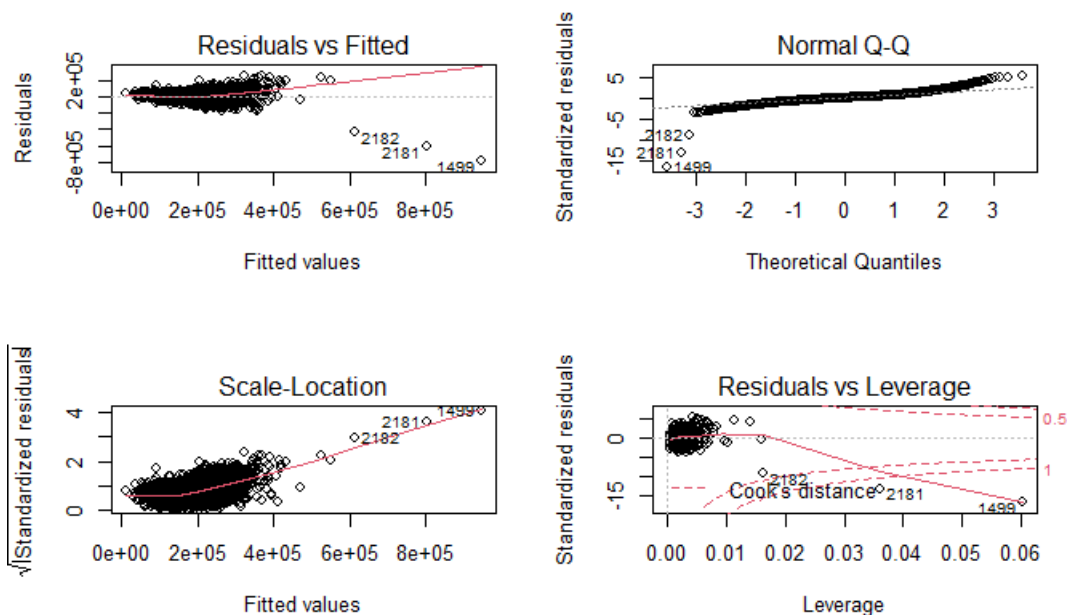 Residuals vs Fitted
Residuals
2e+05
-8e+05
2182
2181
1499
0e+00 2e+05 4e+05 6e+05 8e+05
Fitted values
Normal Q-Q
Standardized residuals
5
-5
-15
2182
2181
1499
-3 -2 -1 0 1 2 3
Theoretical Quantiles
Scale-Location
√|Standardized residuals|
4
2
0
1499
2181
2182
0e+00 2e+05 4e+05 6e+05 8e+05
Fitted values
Residuals vs Leverage
Standardized residuals
0
-15
0.5
1
2182
Cook's distance
2181
1499
0.00 0.01 0.02 0.03 0.04 0.05 0.06
Leverage